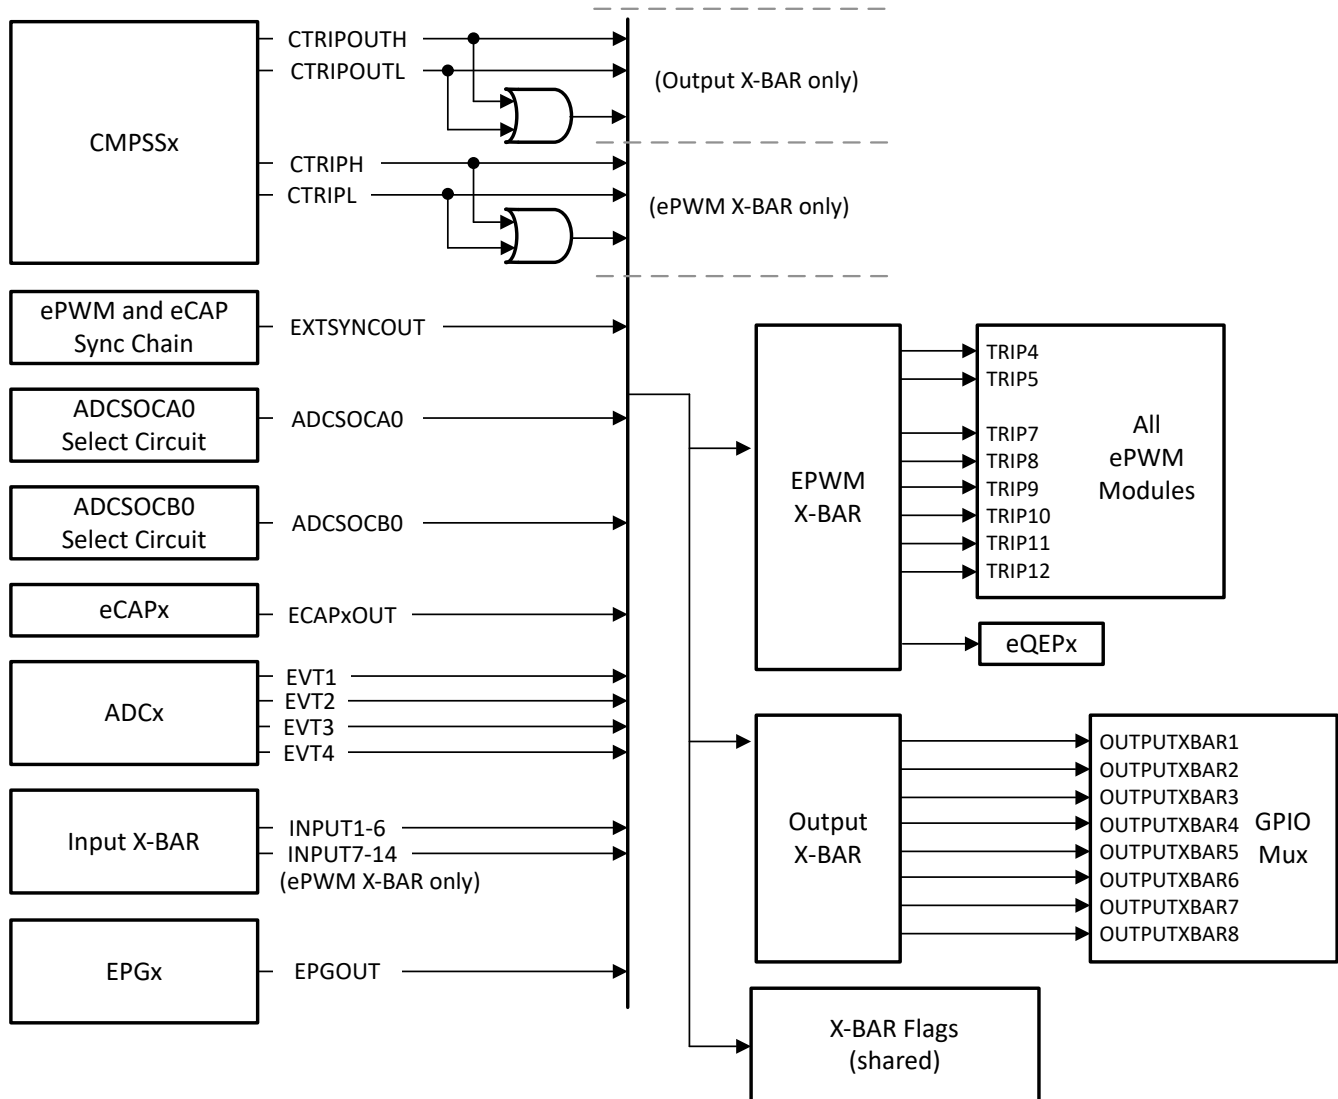 CMPSSx
CTRIPOUTH
CTRIPOUTL
(Output X-BAR only)
CTRIPH
CTRIPL
(ePWM X-BAR only)
ePWM and eCAP
Sync Chain
EXTSYNCOUT
ADCSOCA0
Select Circuit
ADCSOCA0
ADCSOCB0
Select Circuit
ADCSOCB0
eCAPx
ECAPxOUT
ADCx
EVT1
EVT2
EVT3
EVT4
Input X-BAR
INPUT1-6
INPUT7-14
(ePWM X-BAR only)
EPGx
EPGOUT
EPWM
X-BAR
TRIP4
TRIP5
TRIP7
TRIP8
TRIP9
TRIP10
TRIP11
TRIP12
All
ePWM
Modules
eQEPx
Output
X-BAR
OUTPUTXBAR1
OUTPUTXBAR2
OUTPUTXBAR3
OUTPUTXBAR4
OUTPUTXBAR5
OUTPUTXBAR6
OUTPUTXBAR7
OUTPUTXBAR8
GPIO
Mux
X-BAR Flags
(shared)